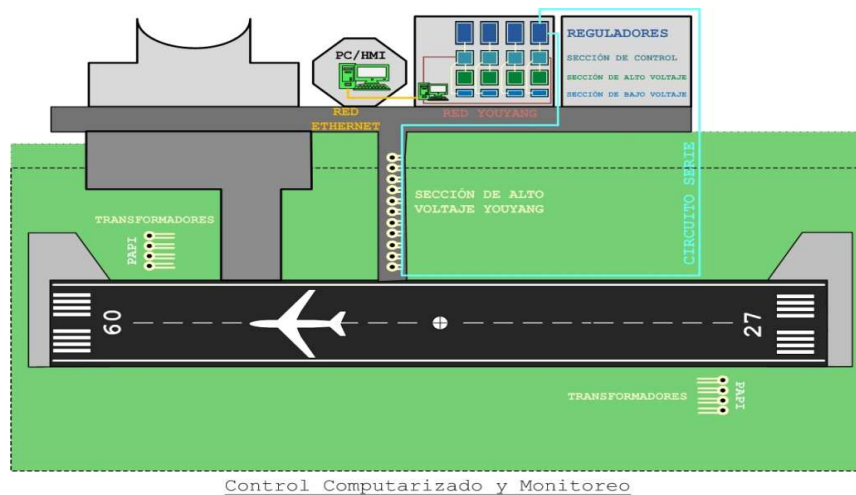 PC/HMI
REGULADORES
SECCIÓN DE CONTROL
SECCIÓN DE ALTO VOLTAJE
SECCIÓN DE BAJO VOLTAJE
RED
ETHERNET
RED YOUYANG
SECCIÓN DE ALTO
VOLTAJE YOUYANG
CIRCUITO SERIE
TRANSFORMADORES
PAPI
09
27
TRANSFORMADORES
PAPI
Control Computarizado y Monitoreo